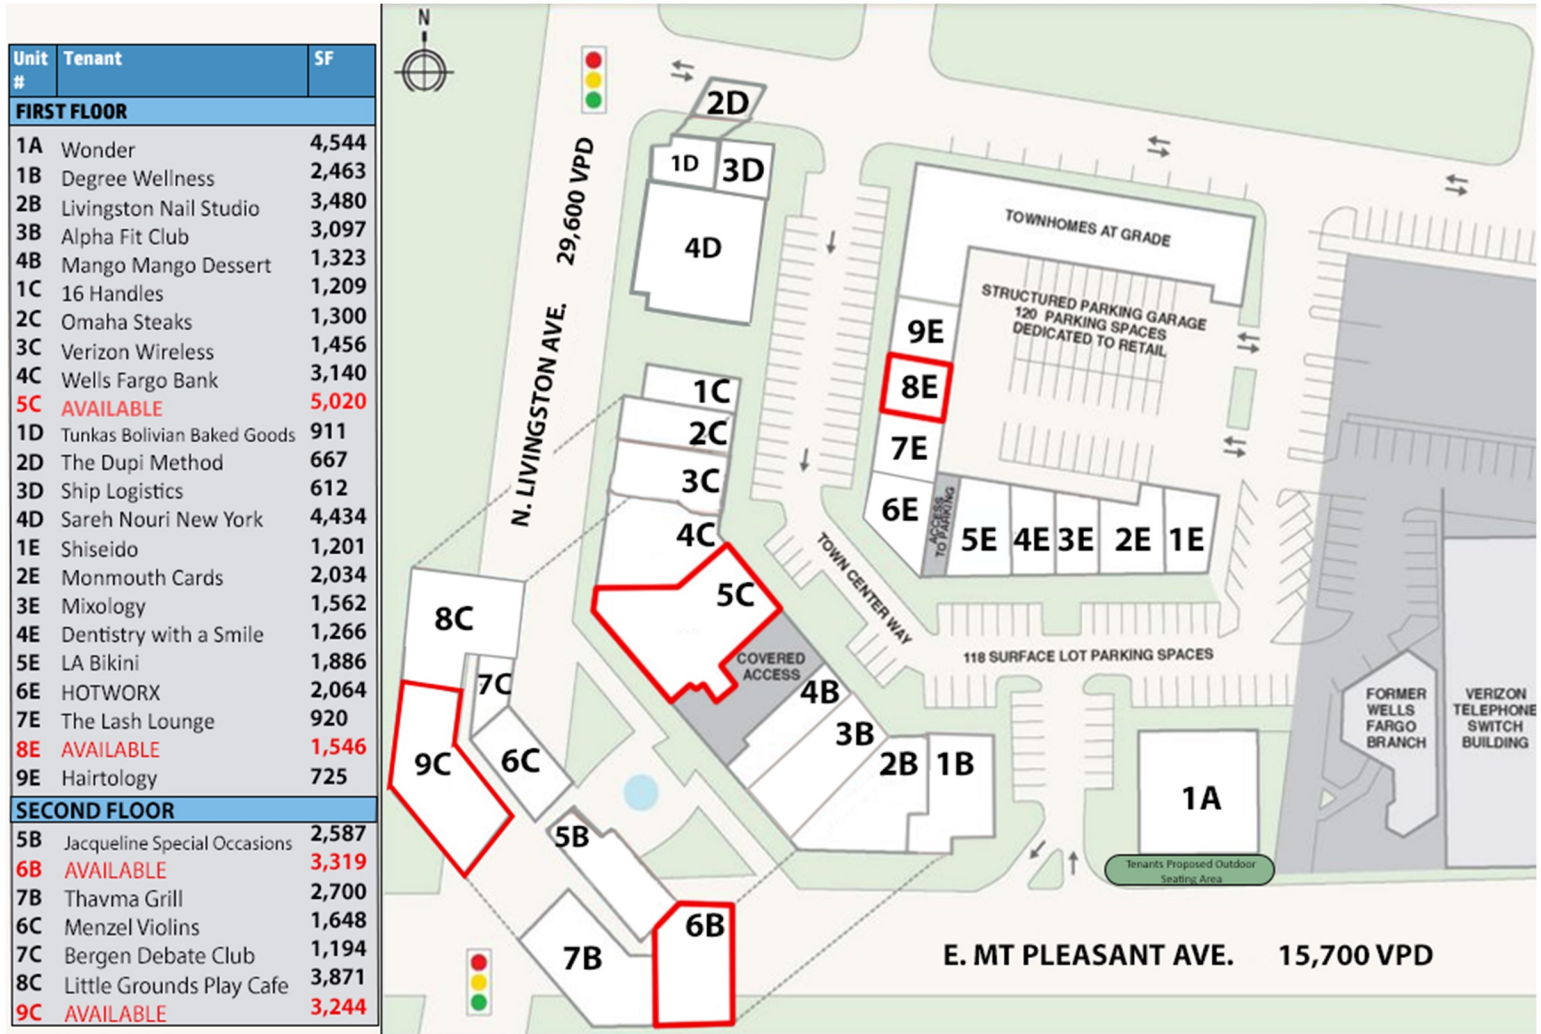 Unit # Tenant SF
FIRST FLOOR
1A Wonder 4,544
1B Degree Wellness 2,463
2B Livingston Nail Studio 3,480
3B Alpha Fit Club 3,097
4B Mango Mango Dessert 1,323
1C 16 Handles 1,209
2C Omaha Steaks 1,300
3C Verizon Wireless 1,456
4C Wells Fargo Bank 3,140
5C AVAILABLE 5,020
1D Tunkas Bolivian Baked Goods 911
2D The Dupi Method 667
3D Ship Logistics 612
4D Sareh Nouri New York 4,434
1E Shiseido 1,201
2E Monmouth Cards 2,034
3E Mixology 1,562
4E Dentistry with a Smile 1,266
5E LA Bikini 1,886
6E HOTWORX 2,064
7E The Lash Lounge 920
8E AVAILABLE 1,546
9E Hairtology 725
SECOND FLOOR
5B Jacqueline Special Occasions 2,587
6B AVAILABLE 3,319
7B Thavma Grill 2,700
6C Menzel Violins 1,648
7C Bergen Debate Club 1,194
8C Little Grounds Play Cafe 3,871
9C AVAILABLE 3,244
N
2D
1D
3D
4D
29,600 VPD
N. LIVINGSTON AVE.
TOWNHOMES AT GRADE
STRUCTURED PARKING GARAGE
120 PARKING SPACES
DEDICATED TO RETAIL
9E
8E
7E
6E
ACCESS
TO PARKING
5E
4E
3E
2E
1E
1C
2C
3C
4C
5C
TOWN CENTER WAY
118 SURFACE LOT PARKING SPACES
COVERED
ACCESS
8C
7C
9C
6C
4B
3B
2B
1B
1A
5B
6B
7B
FORMER
WELLS
FARGO
BRANCH
VERIZON
TELEPHONE
SWITCH
BUILDING
Tenants Proposed Outdoor
Seating Area
E. MT PLEASANT AVE. 15,700 VPD